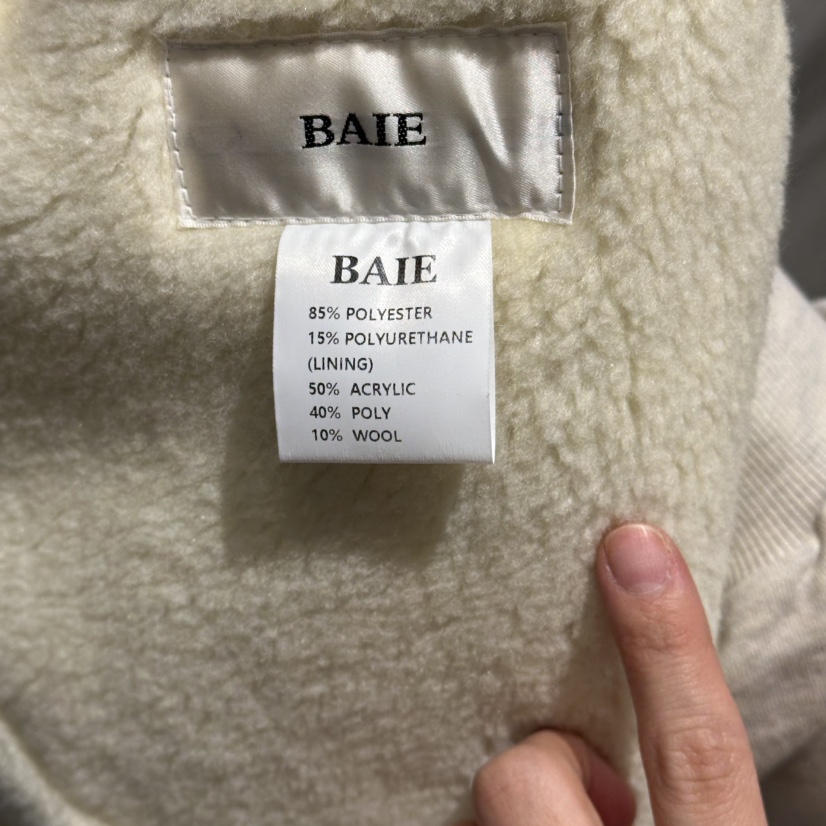 BAIE
BAIE
85% POLYESTER
15% POLYURETHANE
(LINING)
50% ACRYLIC
40% POLY
10% WOOL